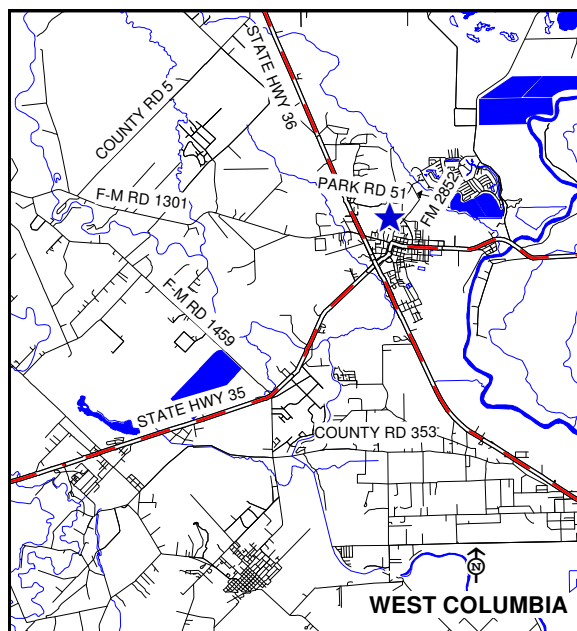 STATE HWY 36
COUNTY RD 5
PARK RD 51
FM 2852
F-M RD 1301
F-M RD 1459
STATE HWY 35
COUNTY RD 353
N
WEST COLUMBIA